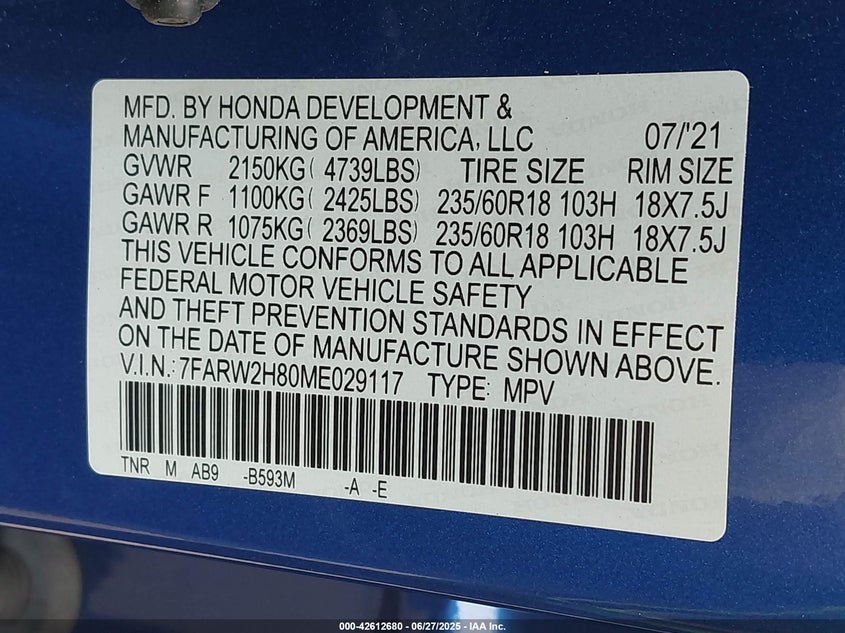 MFD. BY HONDA DEVELOPMENT &
MANUFACTURING OF AMERICA, LLC 07/'21
GVWR 2150KG( 4739LBS) TIRE SIZE RIM SIZE
GAWR F 1100KG( 2425LBS) 235/60R18 103H 18X7.5J
GAWR R 1075KG( 2369LBS) 235/60R18 103H 18X7.5J
THIS VEHICLE CONFORMS TO ALL APPLICABLE
FEDERAL MOTOR VEHICLE SAFETY
AND THEFT PREVENTION STANDARDS IN EFFECT
ON THE DATE OF MANUFACTURE SHOWN ABOVE.
V.I.N.: 7FARW2H80ME029117 TYPE: MPV
TNR M AB9 -B593M -A -E
000-42612680 - 06/27/2025 - IAA Inc.